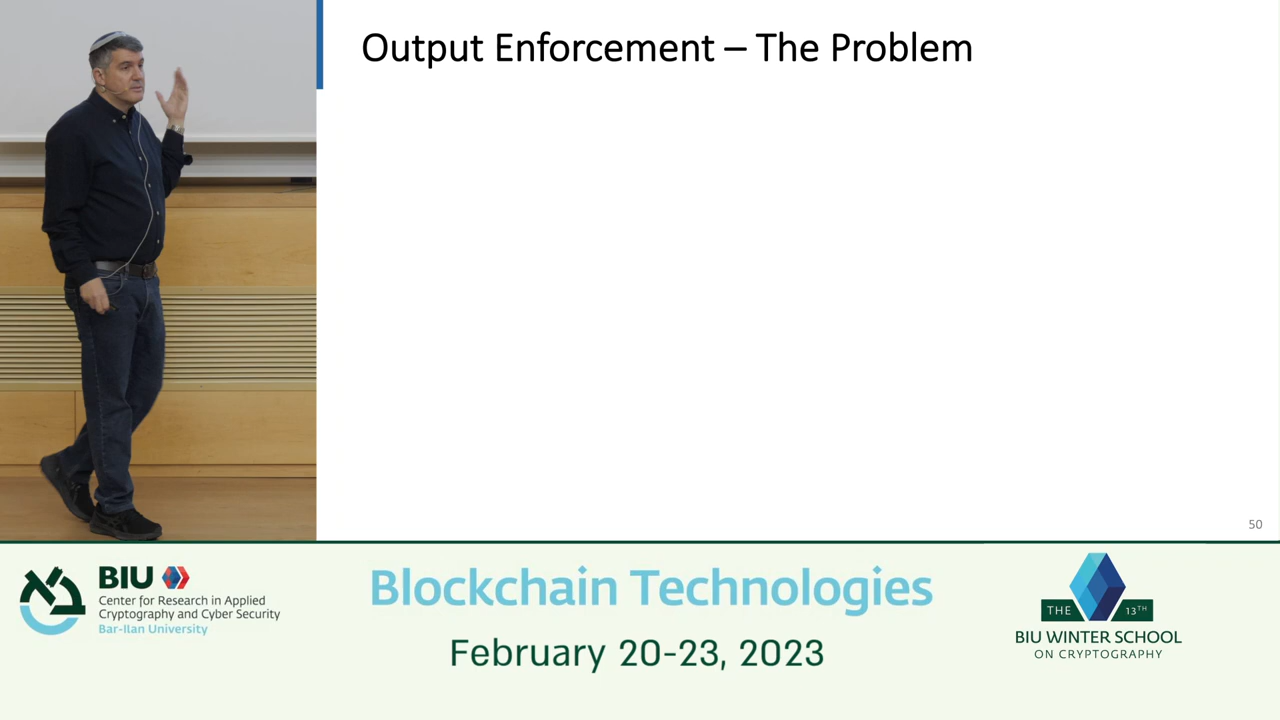 Output Enforcement – The Problem
50
BIU
Center for Research in Applied
Cryptography and Cyber Security
Bar-Ilan University
Blockchain Technologies
February 20-23, 2023
THE 13TH
BIU WINTER SCHOOL
ON CRYPTOGRAPHY